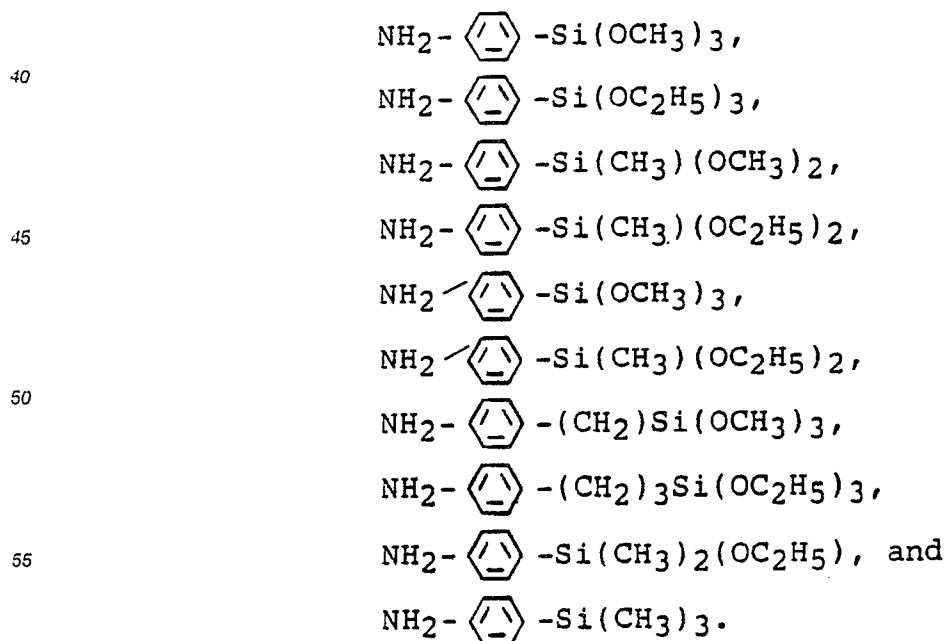 NH2- -Si(OCH3)3,
40
NH2- -Si(OC2H5)3,
NH2- -Si(CH3)(OCH3)2,
45
NH2- -Si(CH3)(OC2H5)2,
NH2 -Si(OCH3)3,
NH2 -Si(CH3)(OC2H5)2,
50
NH2- -(CH2)Si(OCH3)3,
NH2- -(CH2)3Si(OC2H5)3,
55
NH2- -Si(CH3)2(OC2H5), and
NH2- -Si(CH3)3.